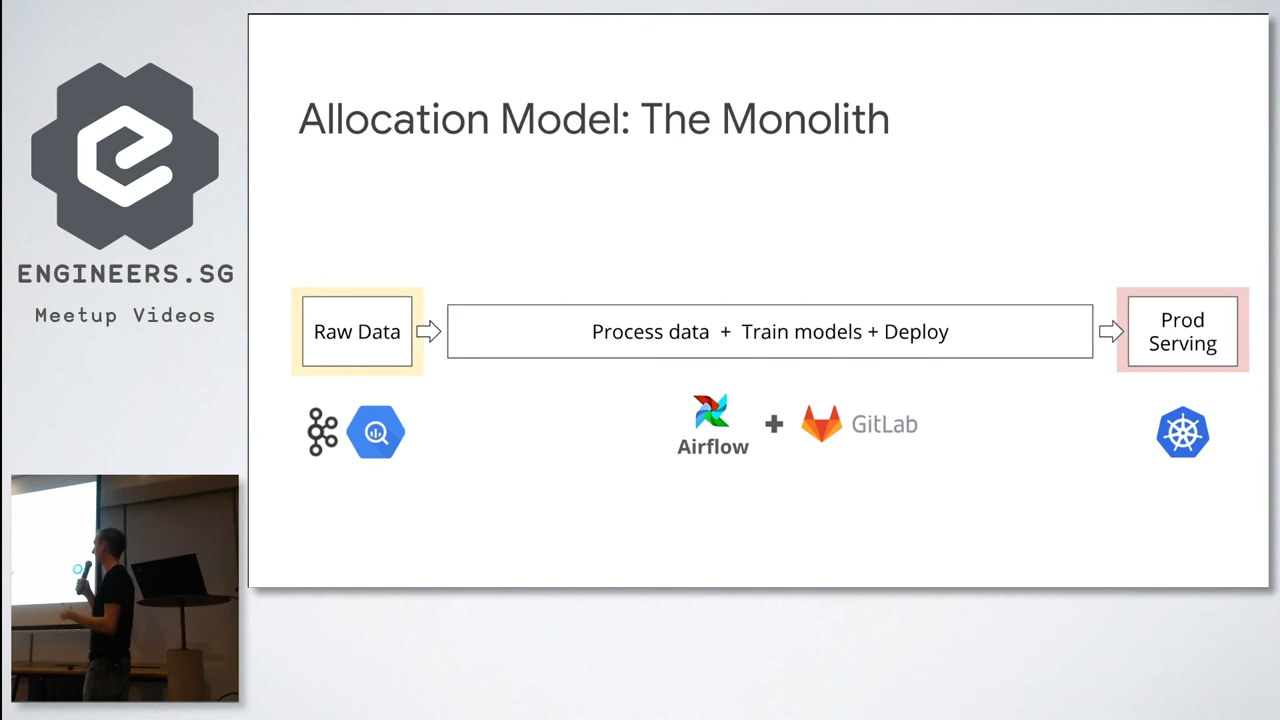 ENGINEERS.SG
Meetup Videos
Allocation Model: The Monolith
Raw Data
Process data + Train models + Deploy
Prod
Serving
Airflow
+
GitLab